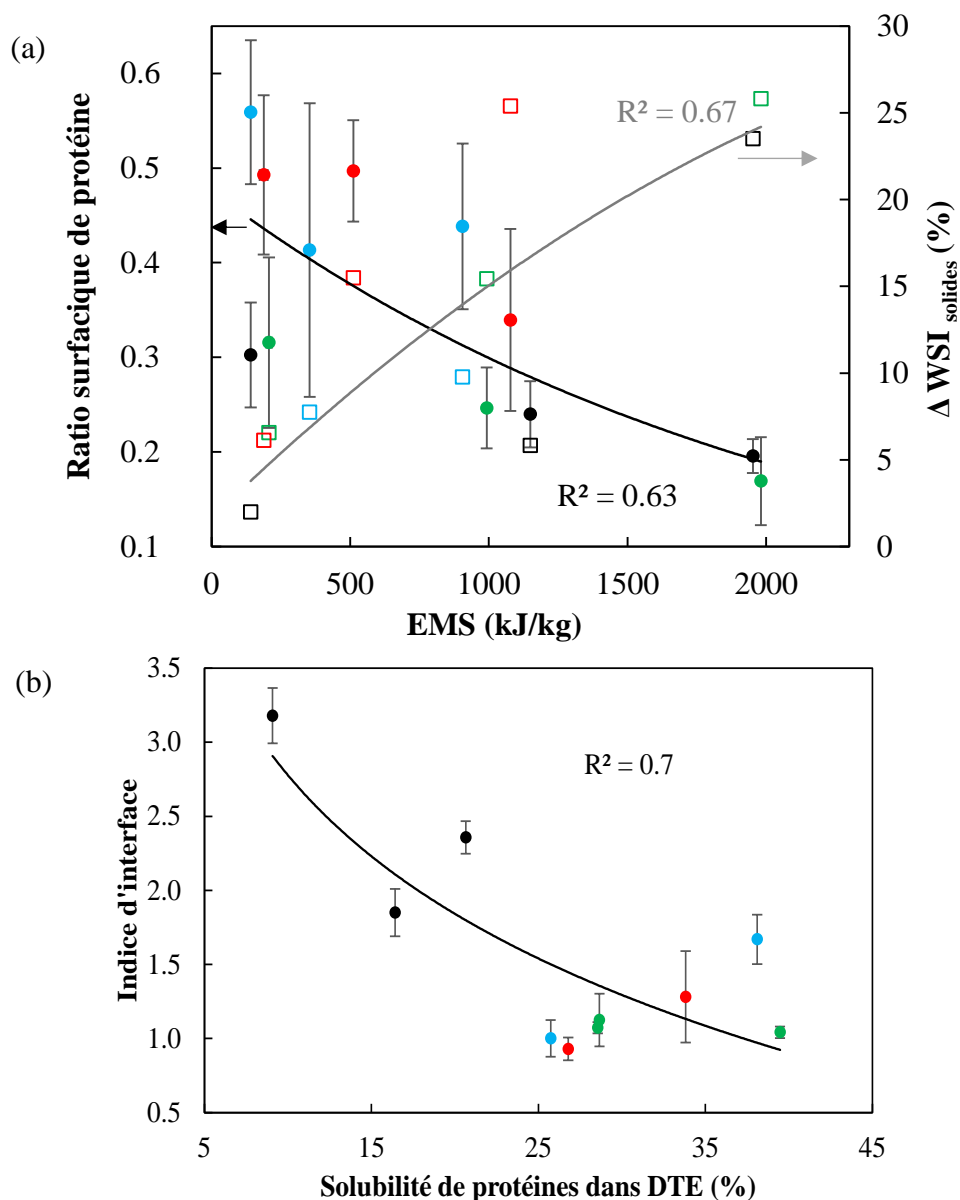 (a)
Ratio surfacique de protéine
0.6
0.5
0.4
0.3
0.2
0.1
R² = 0.67
R² = 0.63
30
25
20
15
10
5
0
Δ WSI solides (%)
0 500 1000 1500 2000
EMS (kJ/kg)
(b)
Indice d'interface
3.5
3.0
2.5
2.0
1.5
1.0
0.5
R² = 0.7
5 15 25 35 45
Solubilité de protéines dans DTE (%)